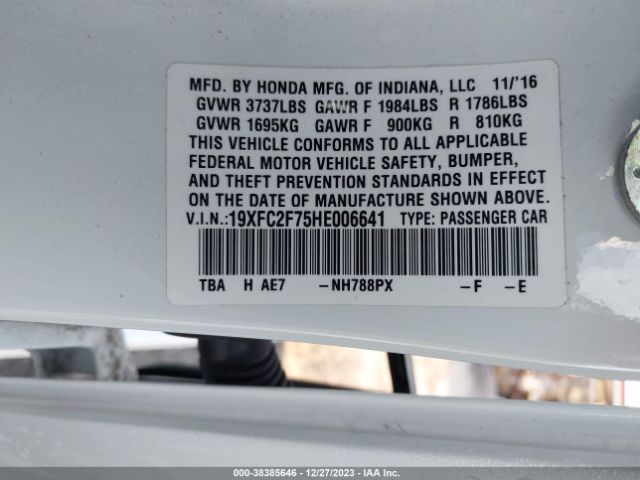 MFD. BY HONDA MFG. OF INDIANA, LLC 11/'16
GVWR 3737LBS GAWR F 1984LBS R 1786LBS
GVWR 1695KG GAWR F 900KG R 810KG
THIS VEHICLE CONFORMS TO ALL APPLICABLE
FEDERAL MOTOR VEHICLE SAFETY, BUMPER,
AND THEFT PREVENTION STANDARDS IN EFFECT
ON THE DATE OF MANUFACTURE SHOWN ABOVE.
V.I.N.:19XFC2F75HE006641 TYPE: PASSENGER CAR
TBA H AE7 -NH788PX -F -E
000-38385646 - 12/27/2023 - IAA Inc.